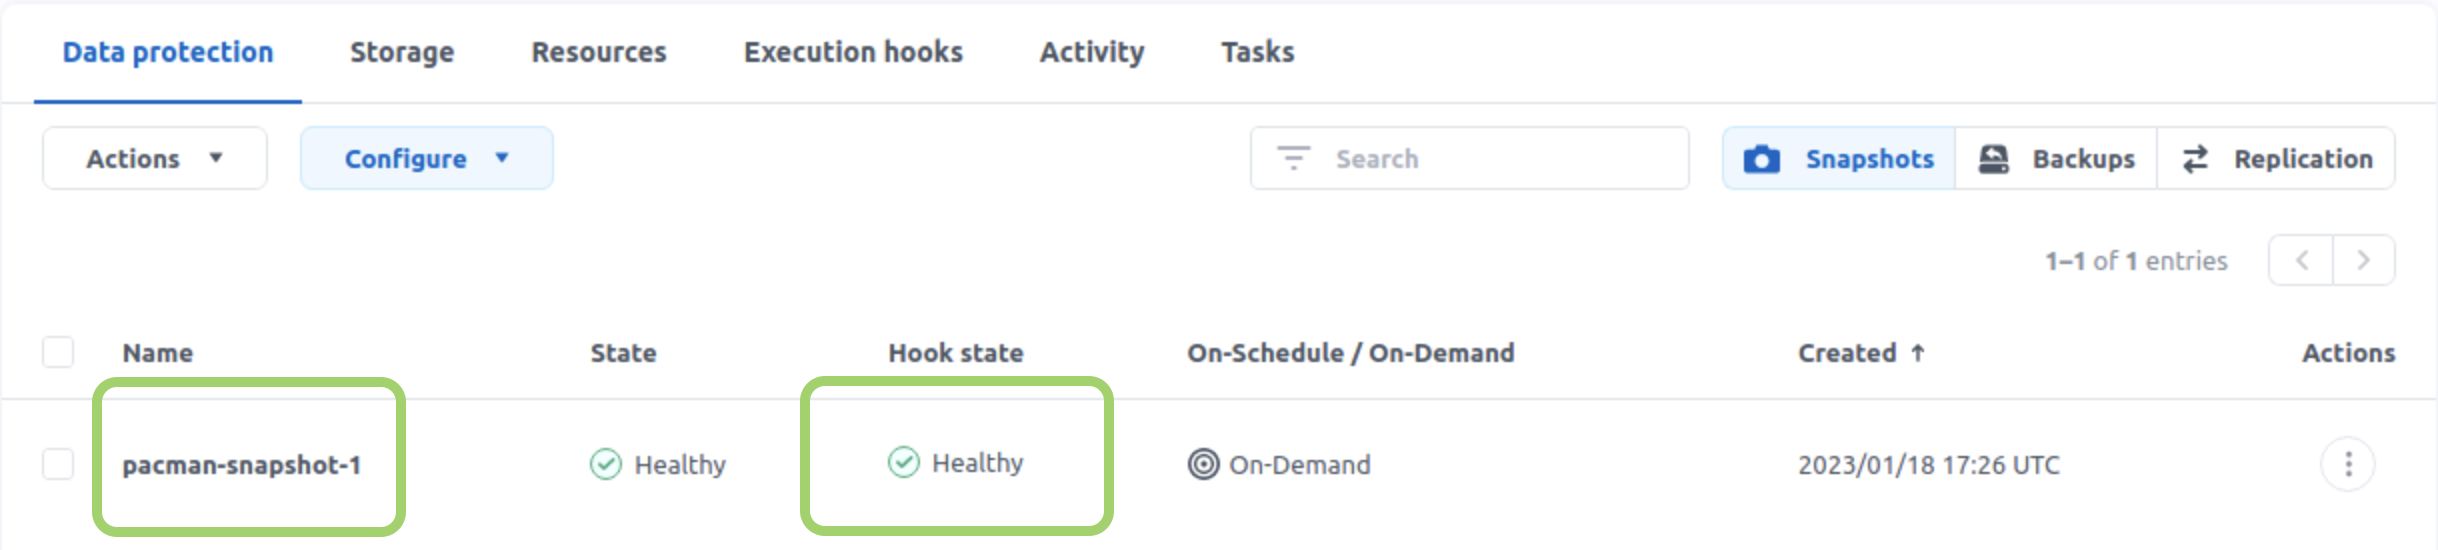 Data protection Storage Resources Execution hooks Activity Tasks
Actions Configure Search Snapshots Backups Replication
1–1 of 1 entries
Name State Hook state On-Schedule / On-Demand Created ↑ Actions
pacman-snapshot-1 Healthy Healthy On-Demand 2023/01/18 17:26 UTC